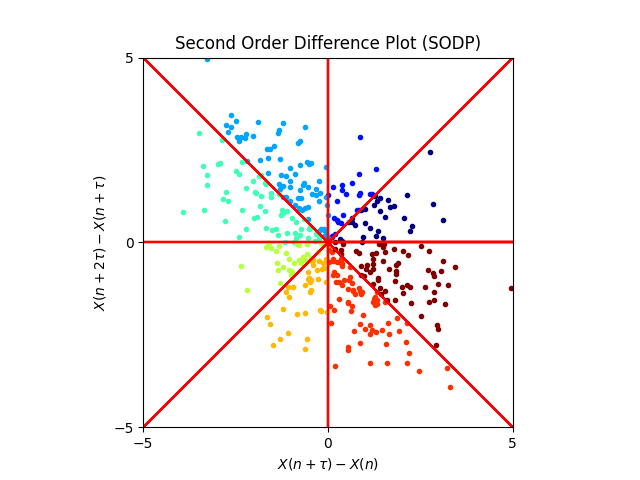 Second Order Difference Plot (SODP)
5
0
−5
X(n + 2τ) − X(n + τ)
−5 0 5
X(n + τ) − X(n)